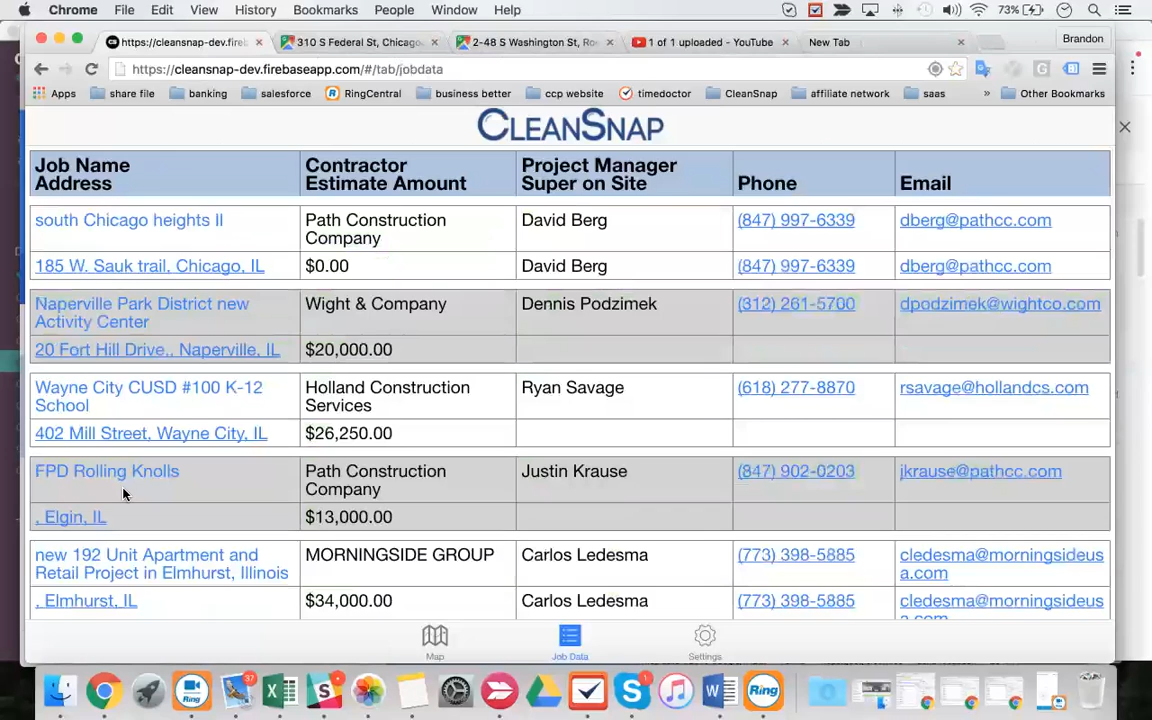 Chrome File Edit View History Bookmarks People Window Help 73%
https://cleansnap-dev.fireb 310 S Federal St, Chicago, 2-48 S Washington St, Ro 1 of 1 uploaded - YouTube New Tab Brandon
https://cleansnap-dev.firebaseapp.com/#/tab/jobdata
Apps share file banking salesforce RingCentral business better ccp website timedoctor CleanSnap affiliate network saas » Other Bookmarks
CLEANSNAP
Job Name Contractor Project Manager
Address Estimate Amount Super on Site Phone Email
south Chicago heights II Path Construction David Berg (847) 997-6339 dberg@pathcc.com
Company
185 W. Sauk trail, Chicago, IL $0.00 David Berg (847) 997-6339 dberg@pathcc.com
Naperville Park District new Wight & Company Dennis Podzimek (312) 261-5700 dpodzimek@wightco.com
Activity Center
20 Fort Hill Drive,, Naperville, IL $20,000.00
Wayne City CUSD #100 K-12 Holland Construction Ryan Savage (618) 277-8870 rsavage@hollandcs.com
School Services
402 Mill Street, Wayne City, IL $26,250.00
FPD Rolling Knolls Path Construction Justin Krause (847) 902-0203 jkrause@pathcc.com
Company
, Elgin, IL $13,000.00
new 192 Unit Apartment and MORNINGSIDE GROUP Carlos Ledesma (773) 398-5885 cledesma@morningsideus
Retail Project in Elmhurst, Illinois a.com
, Elmhurst, IL $34,000.00 Carlos Ledesma (773) 398-5885 cledesma@morningsideus
Map Job Data Settings
Ring 37 1 Ring